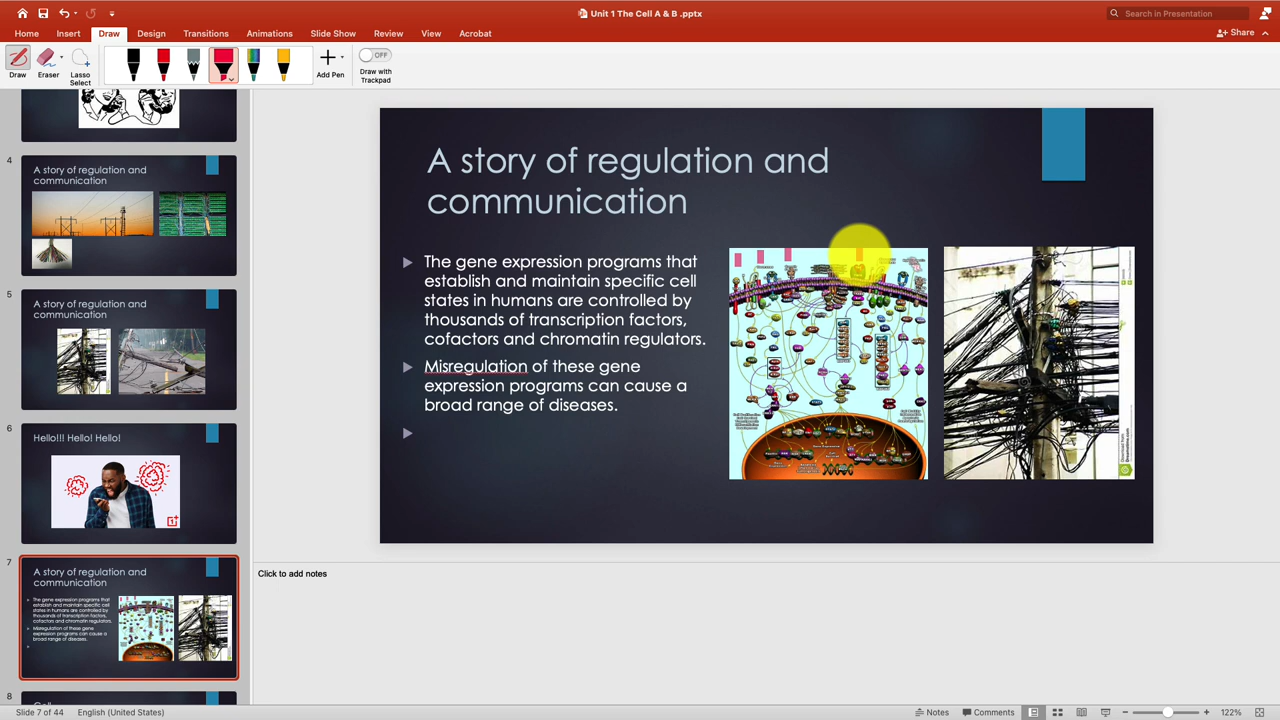 Unit 1 The Cell A & B .pptx
Search in Presentation
Home Insert Draw Design Transitions Animations Slide Show Review View Acrobat
Share
Draw
Eraser
Lasso
Select
Add Pen
OFF
Draw with
Trackpad
4
A story of regulation and
communication
5
A story of regulation and
communication
6
Hello!!! Hello! Hello!
7
A story of regulation and
communication
The gene expression programs that
establish and maintain specific cell
states in humans are controlled by
thousands of transcription factors,
cofactors and chromatin regulators.
Misregulation of these gene
expression programs can cause a
broad range of diseases.
8
A story of regulation and
communication
The gene expression programs that
establish and maintain specific cell
states in humans are controlled by
thousands of transcription factors,
cofactors and chromatin regulators.
Misregulation of these gene
expression programs can cause a
broad range of diseases.
Click to add notes
Slide 7 of 44
English (United States)
Notes
Comments
122%